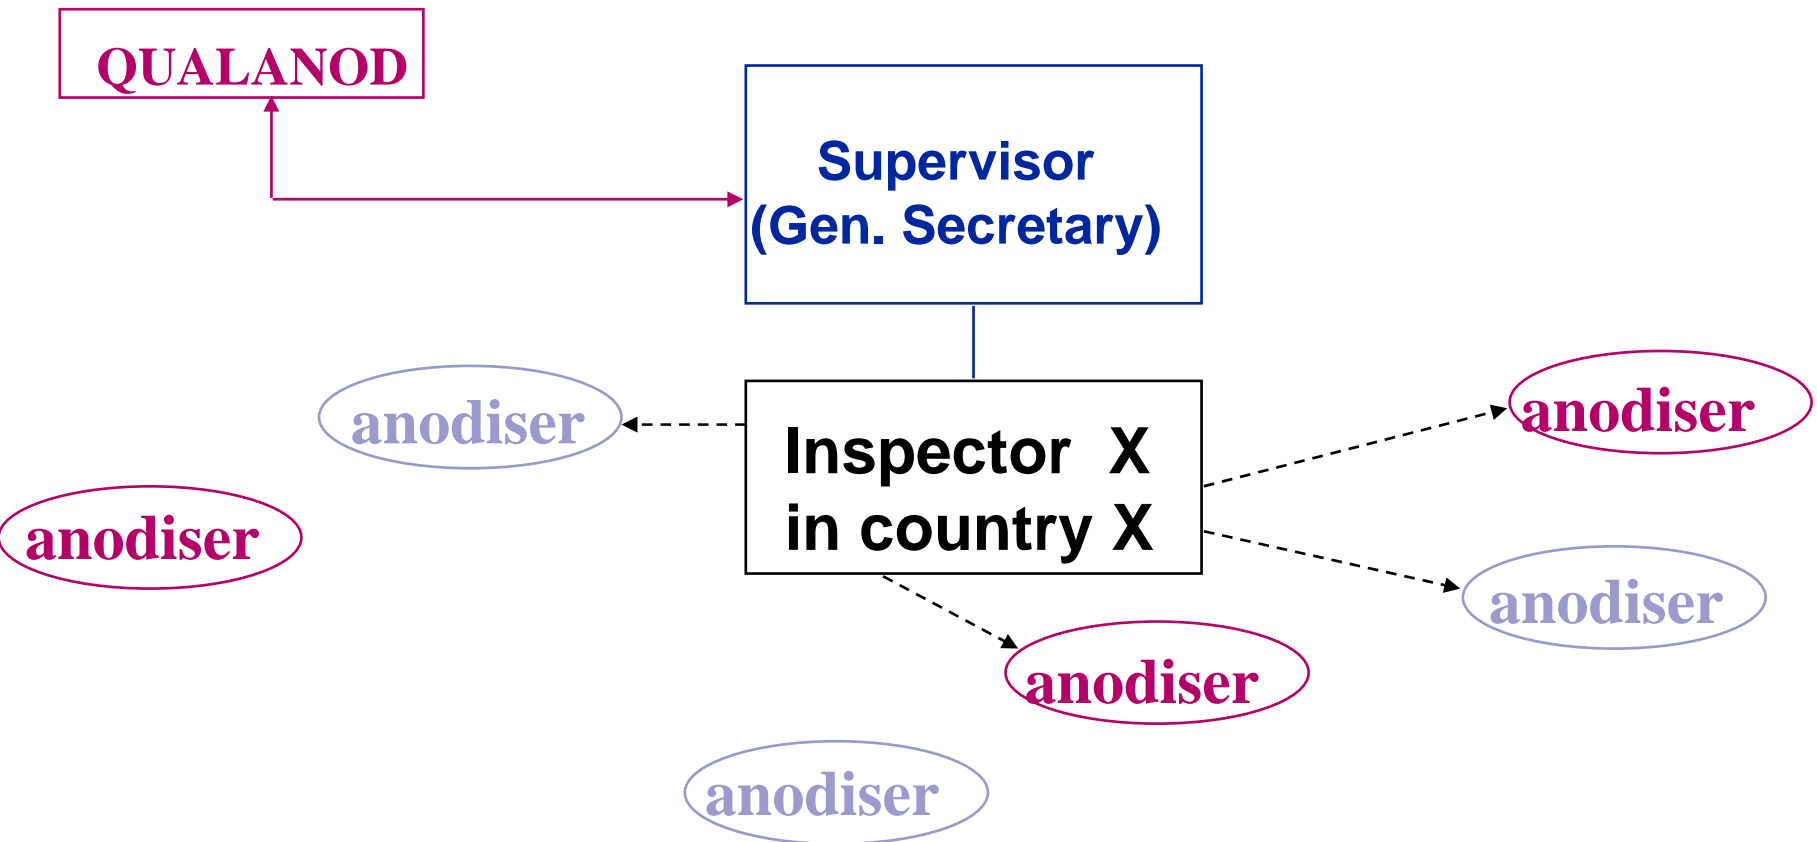 QUALANOD
Supervisor
(Gen. Secretary)
anodiser
anodiser
Inspector X
in country X
anodiser
anodiser
anodiser
anodiser